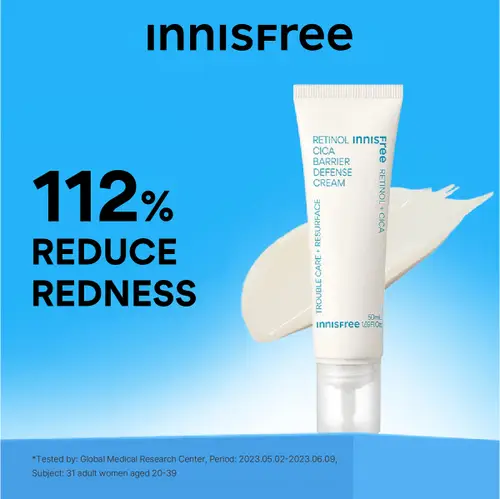 innisfree
RETINOL innisfree
CICA
BARRIER
DEFENSE
CREAM
RETINOL + CICA
TROUBLE CARE + RESURFACE
50mL
innisfree
112%
REDUCE
REDNESS
*Tested by: Global Medical Research Center, Period: 2023.05.02-2023.06.09,
Subject: 31 adult women aged 20-39